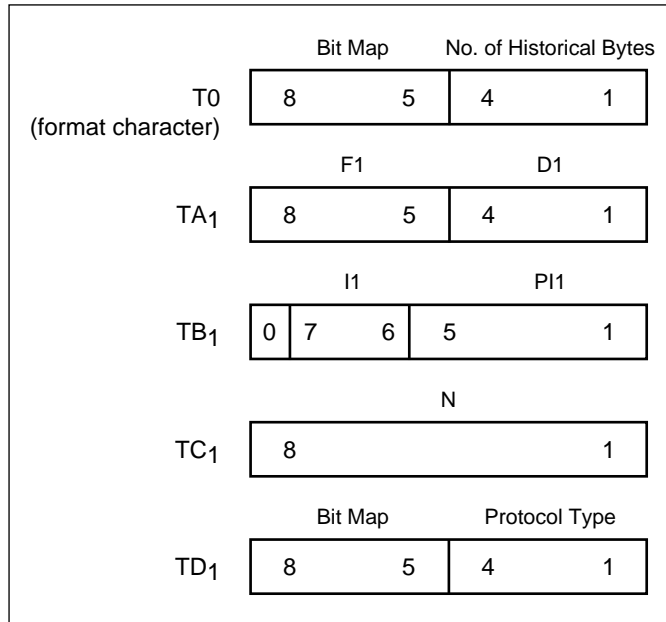 Bit Map No. of Historical Bytes
T0 8 5 4 1
(format character)
F1 D1
TA1 8 5 4 1
I1 PI1
TB1 0 7 6 5 1
N
TC1 8 1
Bit Map Protocol Type
TD1 8 5 4 1